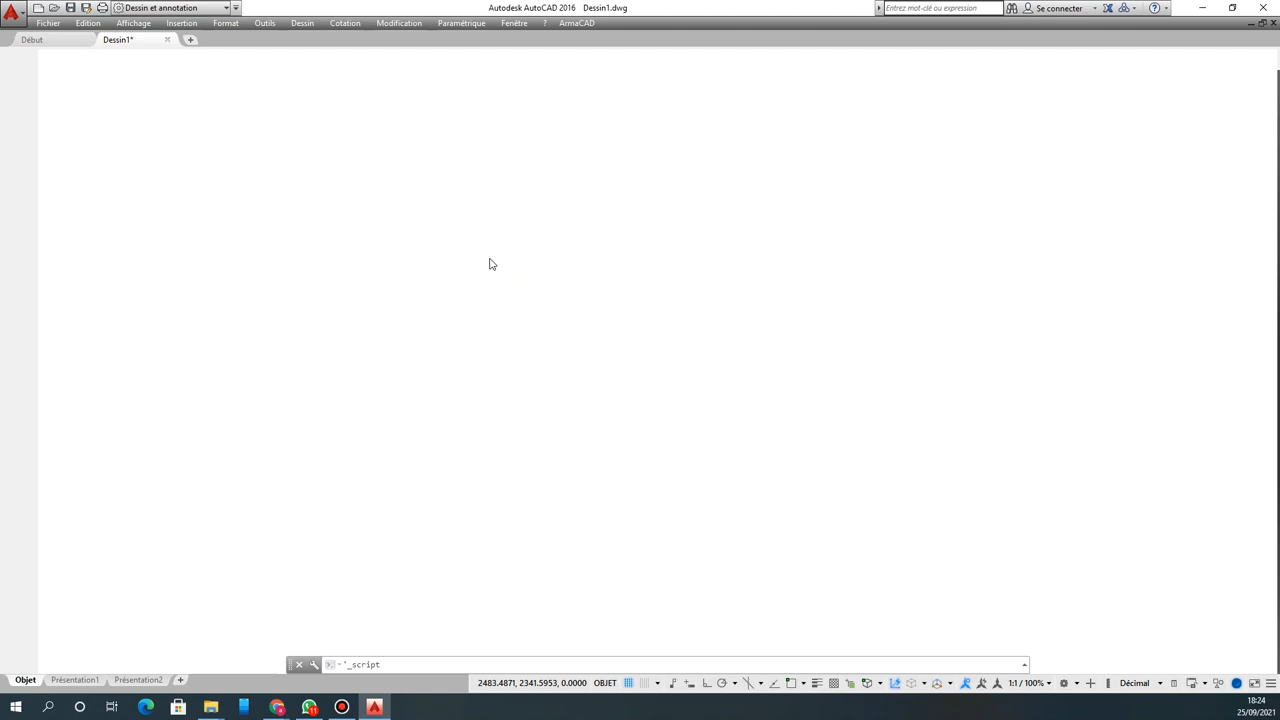 Dessin et annotation
Autodesk AutoCAD 2016 Dessin1.dwg
Entrez mot-clé ou expression
Se connecter
Fichier Edition Affichage Insertion Format Outils Dessin Cotation Modification Paramétrique Fenêtre ? ArmaCAD
Début Dessin1*
'_script
Objet Présentation1 Présentation2 +
2483.4871, 2341.5953, 0.0000 OBJET 1:1 / 100% Décimal
11
18:24
25/09/2021